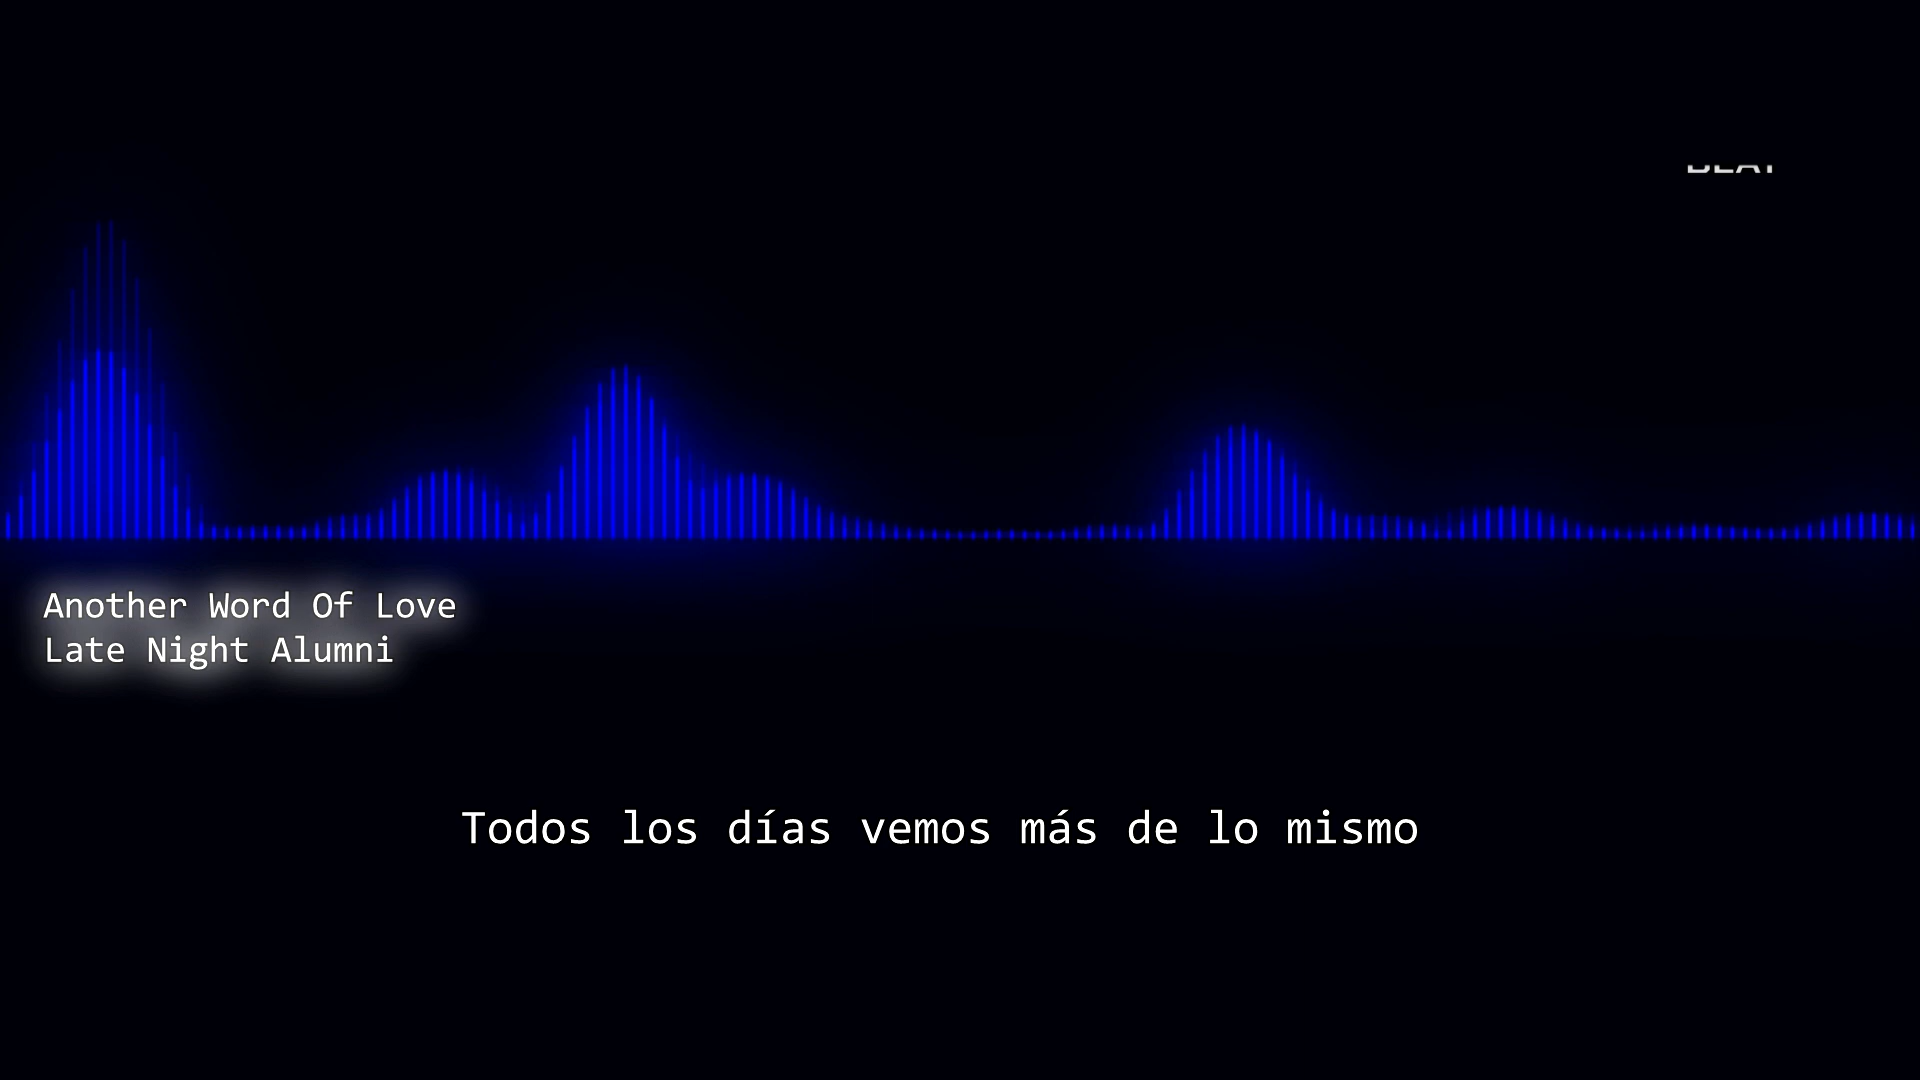 Another Word Of Love
Late Night Alumni
Todos los días vemos más de lo mismo